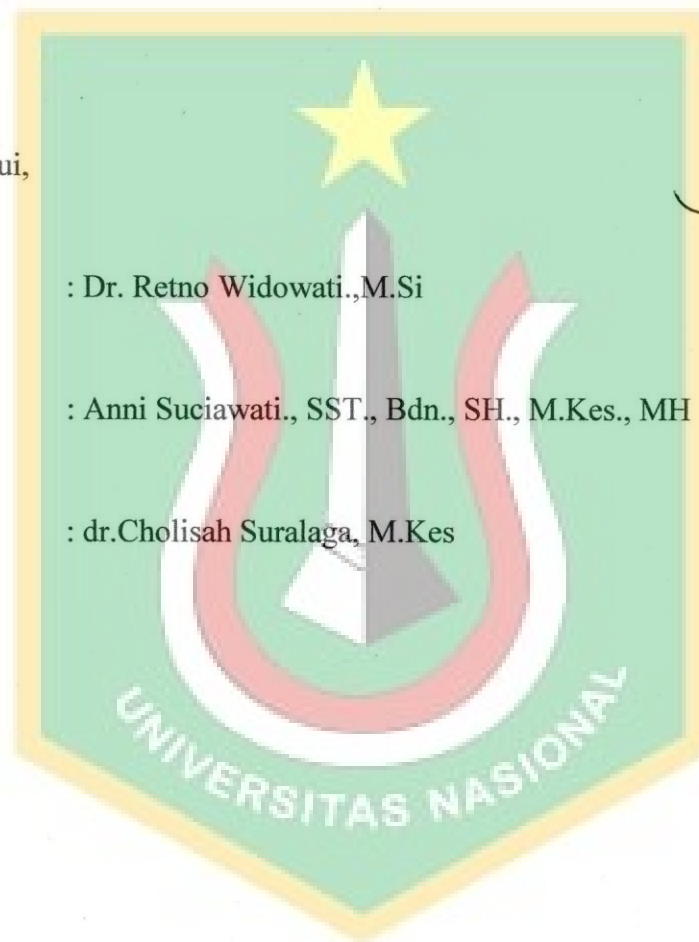 ui,
: Dr. Retno Widowati.,M.Si
: Anni Suciawati., SST., Bdn., SH., M.Kes., MH
: dr.Cholisah Suralaga, M.Kes
UNIVERSITAS NASIONAL